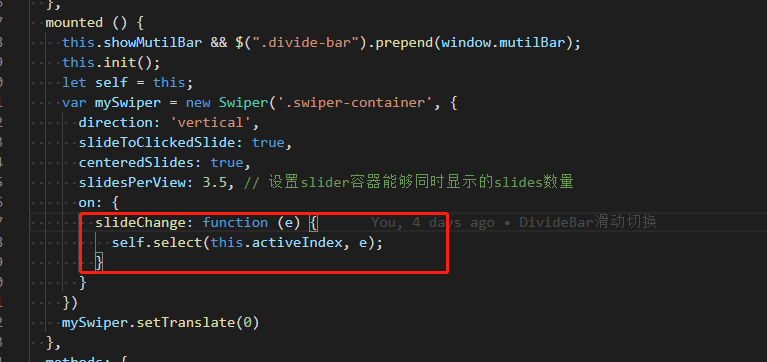 },
mounted () {
this.showMutilBar && $(".divide-bar").prepend(window.mutilBar);
this.init();
let self = this;
var mySwiper = new Swiper('.swiper-container', {
direction: 'vertical',
slideToClickedSlide: true,
centeredSlides: true,
slidesPerView: 3.5, // 设置slider容器能够同时显示的slides数量
on: {
slideChange: function (e) { You, 4 days ago • DivideBar滑动切换
self.select(this.activeIndex, e);
}
}
})
mySwiper.setTranslate(0)
},
methods: {